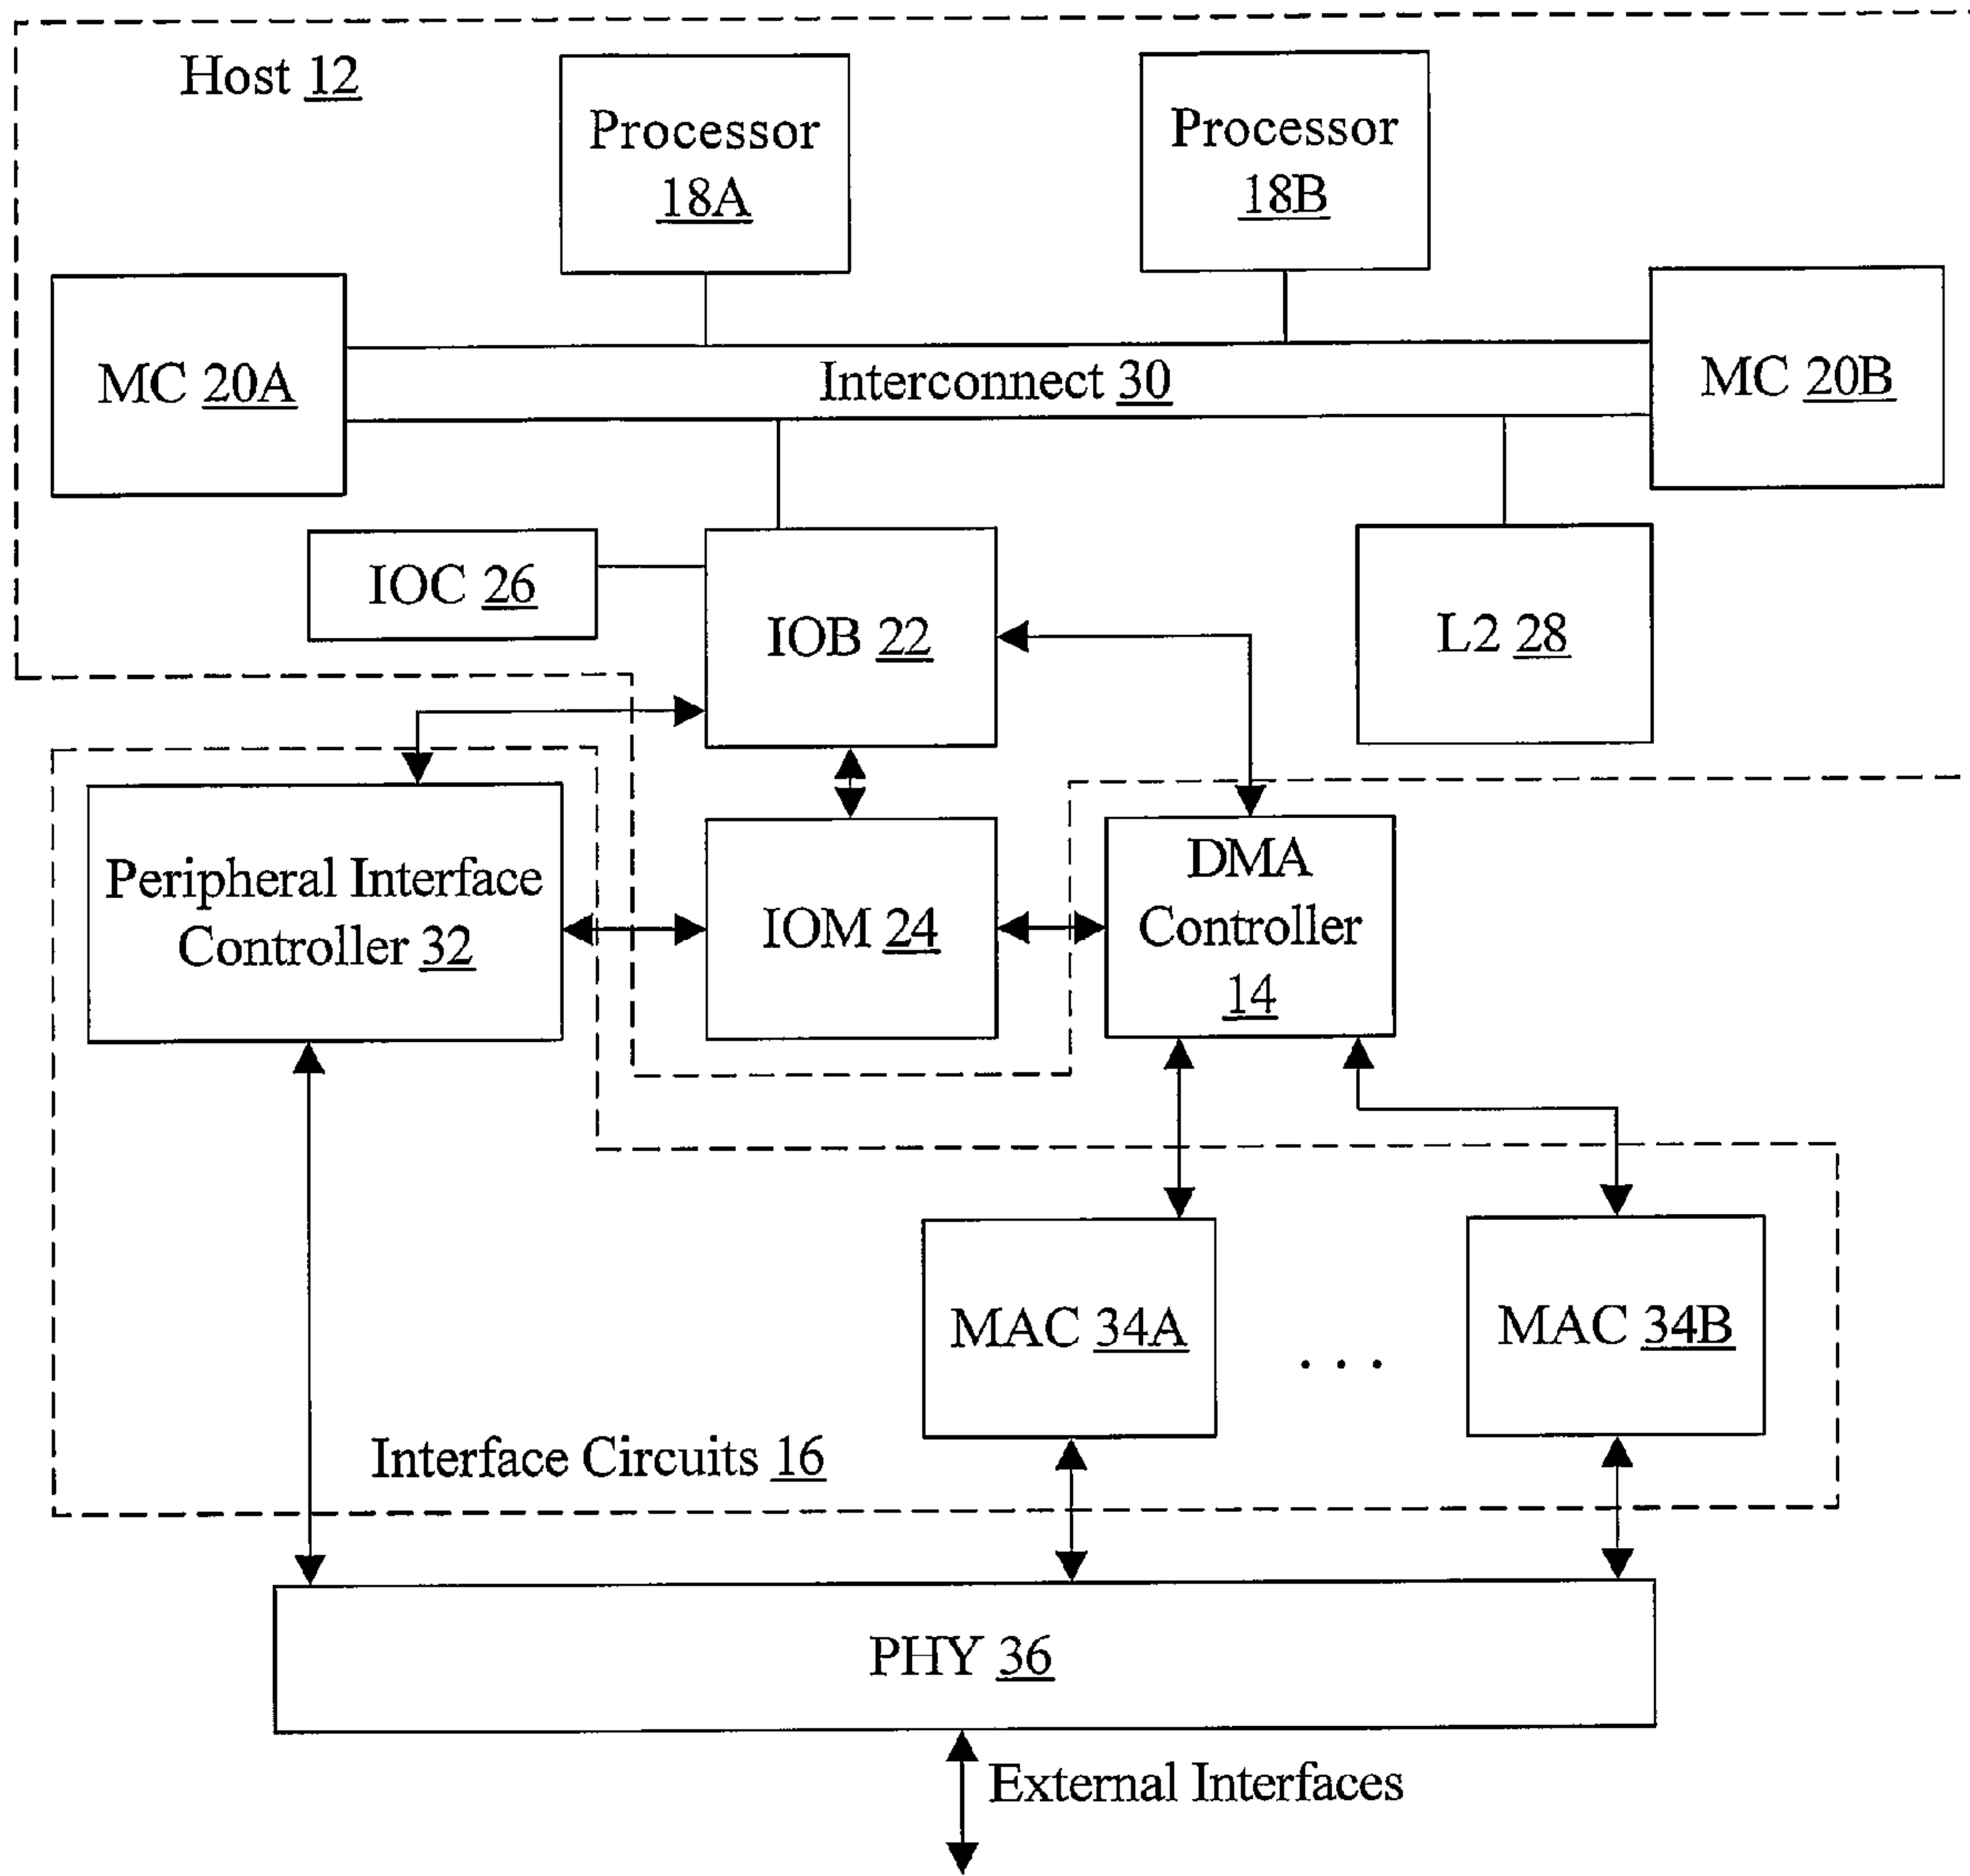 Host 12
Processor
18A
Processor
18B
MC 20A
Interconnect 30
MC 20B
IOC 26
IOB 22
L2 28
Peripheral Interface
Controller 32
IOM 24
DMA
Controller
14
MAC 34A
. . .
MAC 34B
Interface Circuits 16
PHY 36
External Interfaces